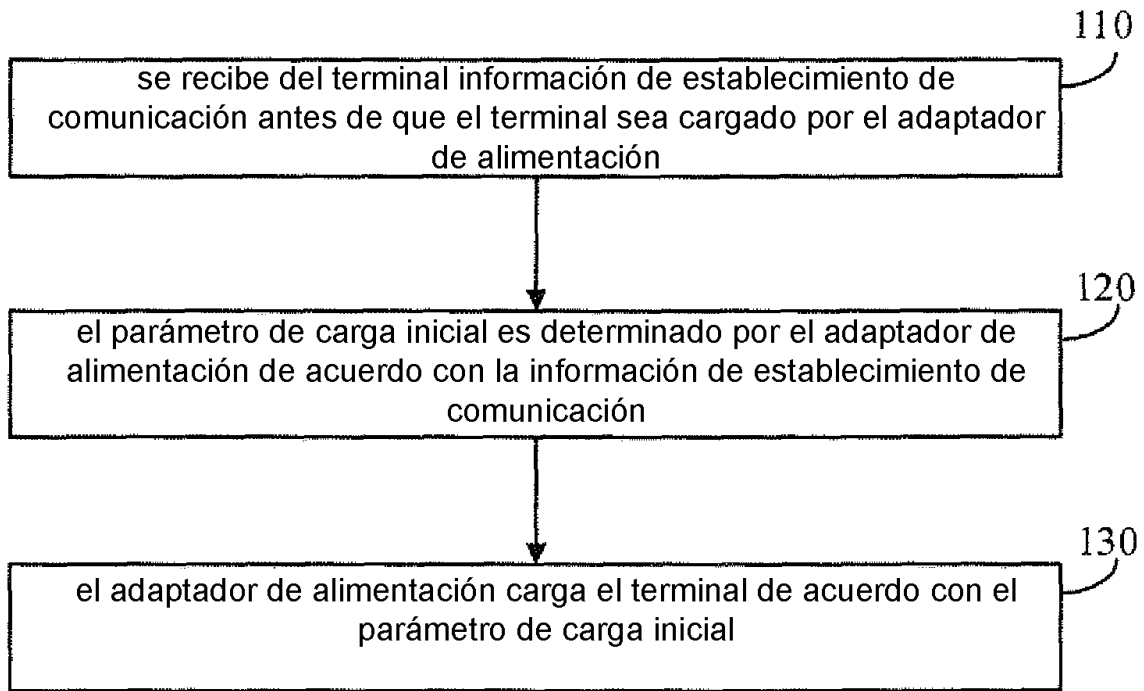 110
se recibe del terminal información de establecimiento de
comunicación antes de que el terminal sea cargado por el adaptador
de alimentación
120
el parámetro de carga inicial es determinado por el adaptador de
alimentación de acuerdo con la información de establecimiento de
comunicación
130
el adaptador de alimentación carga el terminal de acuerdo con el
parámetro de carga inicial